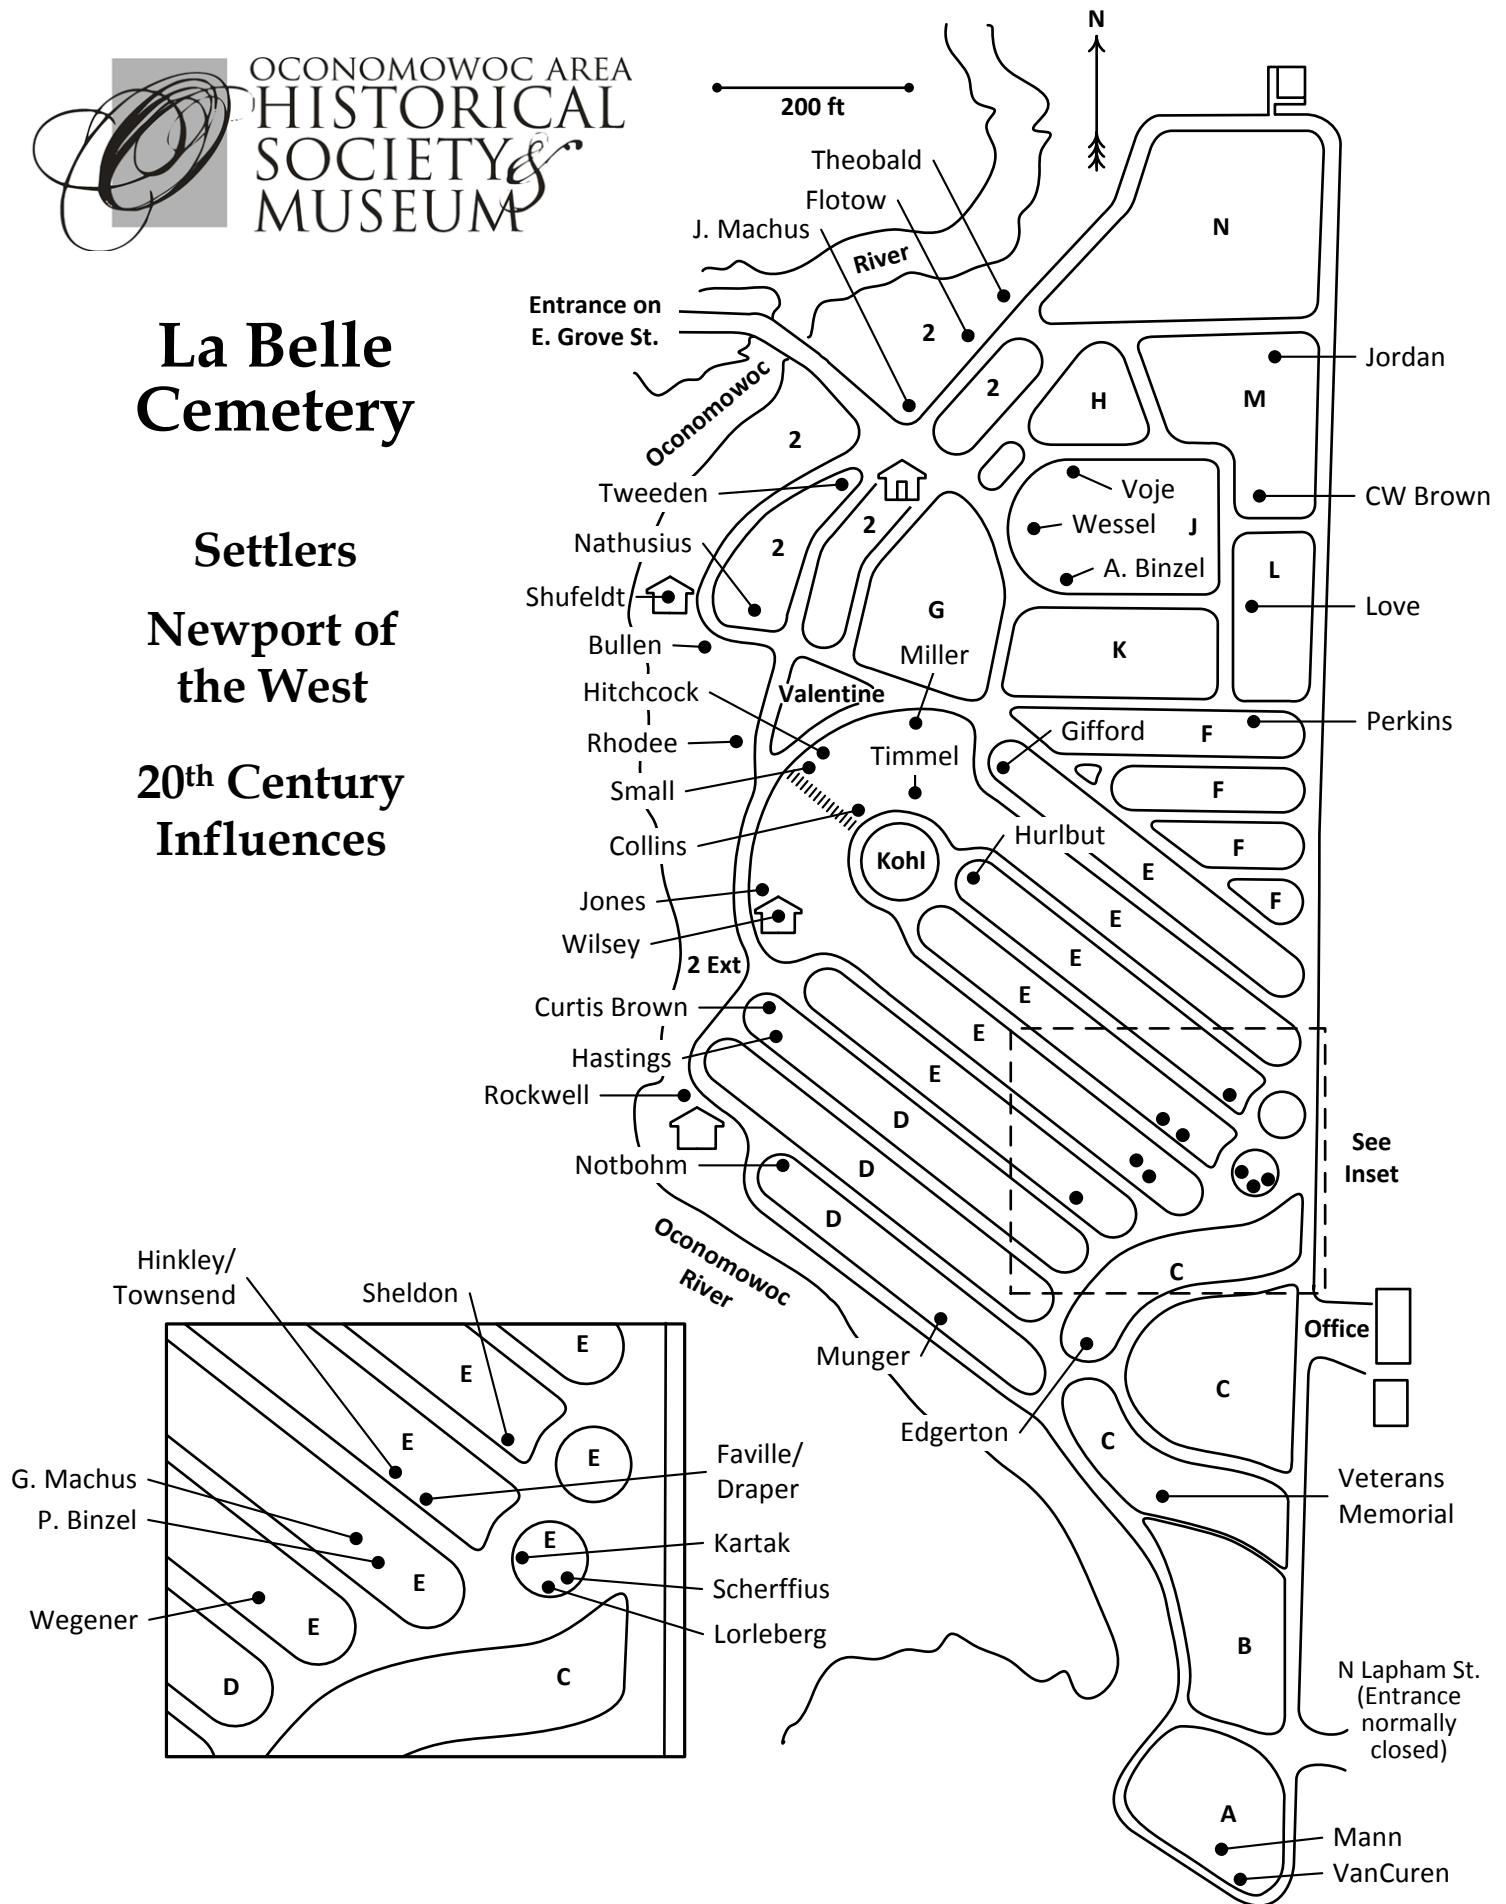 OCONOMOWOC AREA
HISTORICAL
SOCIETY &
MUSEUM
La Belle
Cemetery
Settlers
Newport of
the West
20th Century
Influences
N
200 ft
Theobald
Flotow
J. Machus
River
Entrance on
E. Grove St.
Oconomowoc
N
2
2
H
M
Jordan
2
Tweeden
2
Voje
CW Brown
Wessel
J
Nathusius
2
A. Binzel
L
Shufeldt
G
Love
Bullen
Miller
K
Hitchcock
Valentine
Perkins
Rhodee
Gifford
F
Timmel
Small
F
Collins
Hurlbut
F
Kohl
E
Jones
F
E
Wilsey
E
2 Ext
E
Curtis Brown
E
Hastings
E
Rockwell
D
See
Inset
Notbohm
D
D
Oconomowoc
River
C
Office
Munger
C
Edgerton
C
Veterans
Memorial
B
N Lapham St.
(Entrance
normally
closed)
A
Mann
VanCuren
Hinkley/
Townsend
Sheldon
E
E
E
E
G. Machus
Faville/
Draper
P. Binzel
E
Kartak
E
Scherffius
Wegener
E
Lorleberg
D
C